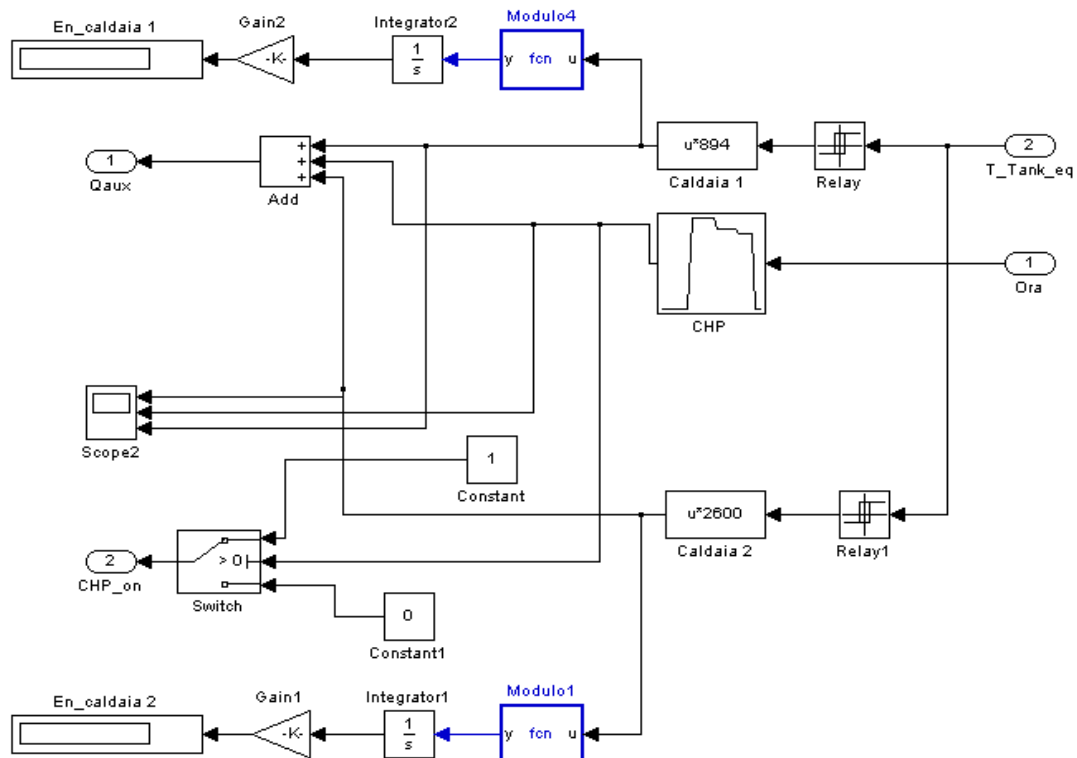 En_caldaia 1
Gain2
-K-
Integrator2
1
s
Modulo4
y fcn u
1
Qaux
+
+
+
Add
u*894
Caldaia 1
Relay
2
T_Tank_eq
CHP
1
Ora
Scope2
1
Constant
u*2600
Caldaia 2
Relay1
2
CHP_on
> 0
Switch
0
Constant1
En_caldaia 2
Gain1
-K-
Integrator1
1
s
Modulo1
y fcn u